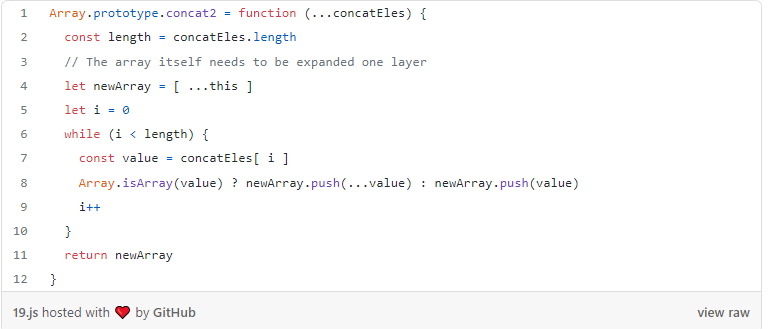 1 Array.prototype.concat2 = function (...concatEles) {
2 const length = concatEles.length
3 // The array itself needs to be expanded one layer
4 let newArray = [ ...this ]
5 let i = 0
6 while (i < length) {
7 const value = concatEles[ i ]
8 Array.isArray(value) ? newArray.push(...value) : newArray.push(value)
9 i++
10 }
11 return newArray
12 }
19.js hosted with ❤ by GitHub view raw